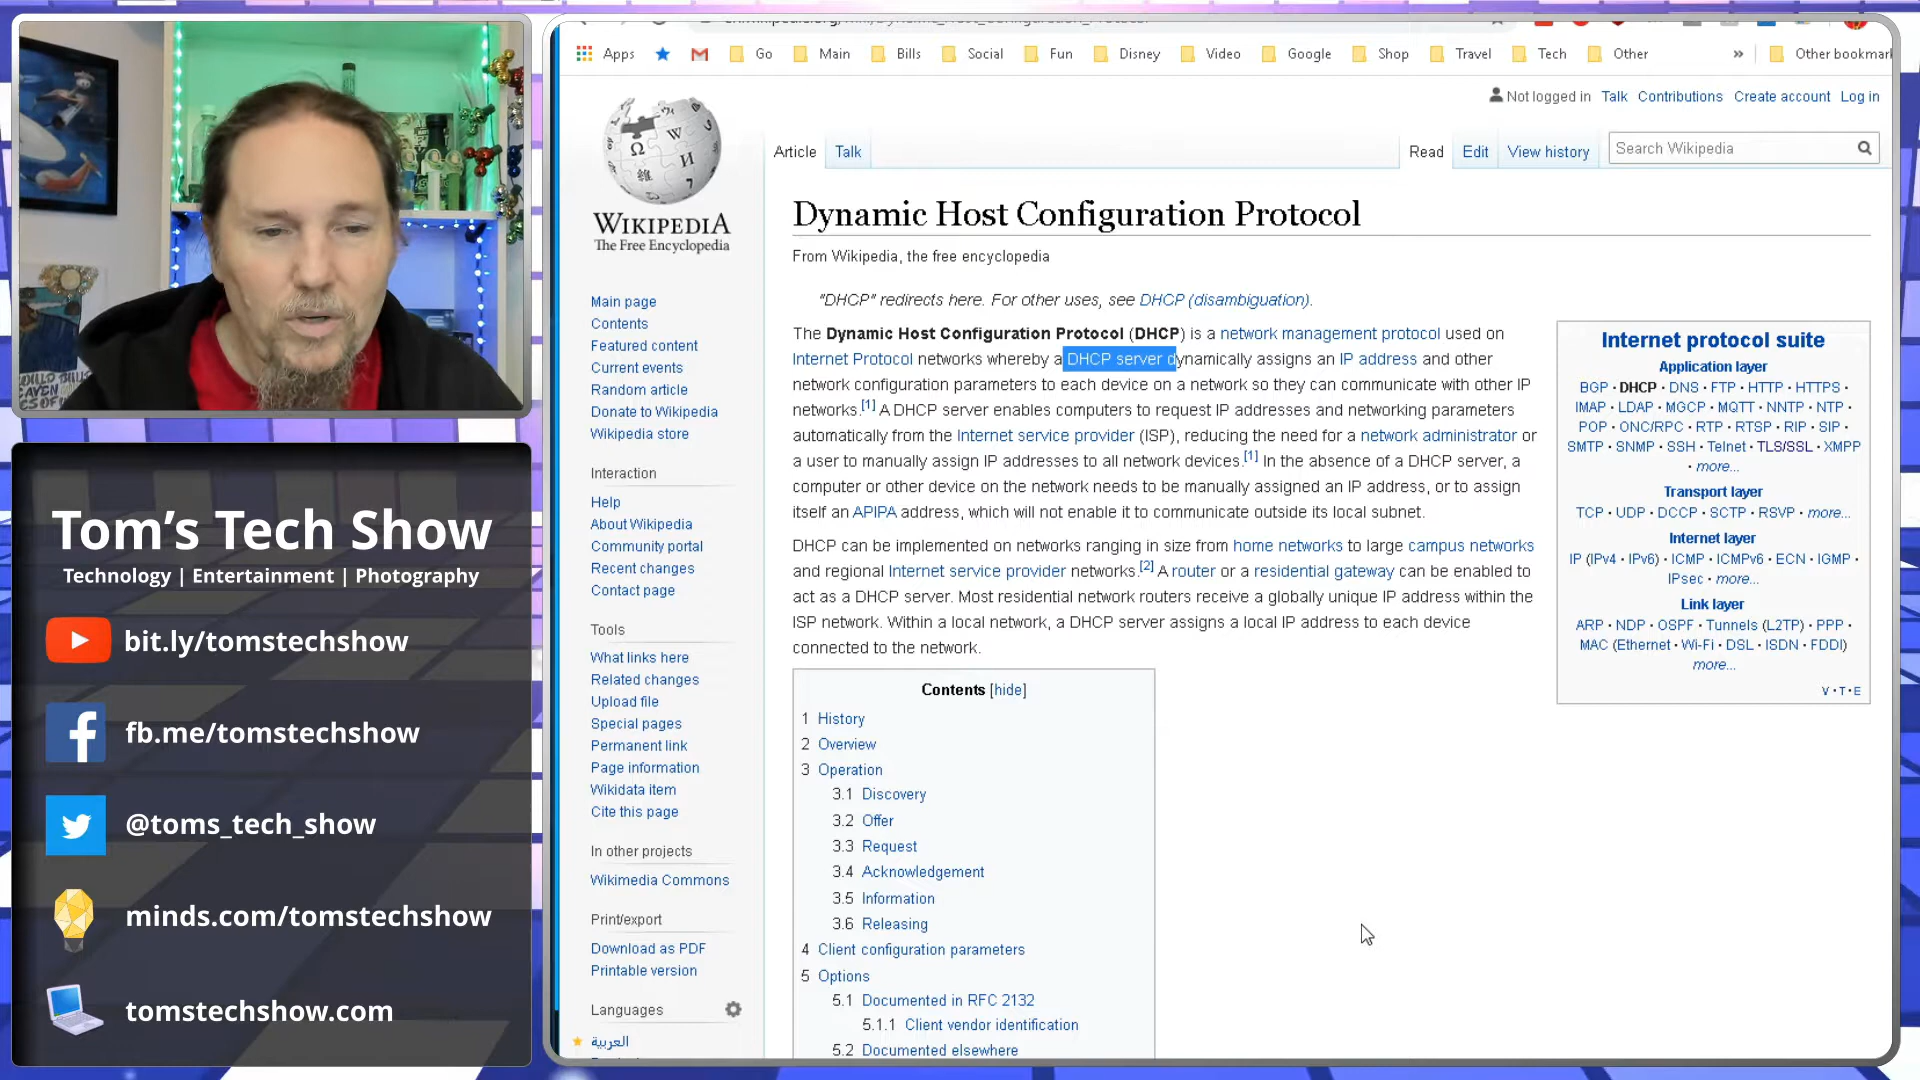 Apps
Go
Main
Bills
Social
Fun
Disney
Video
Google
Shop
Travel
Tech
Other
»
Other bookmar
Not logged in Talk Contributions Create account Log in
Article Talk
Read Edit View history
Search Wikipedia
WIKIPEDIA
The Free Encyclopedia
Main page
Contents
Featured content
Current events
Random article
Donate to Wikipedia
Wikipedia store
Interaction
Help
About Wikipedia
Community portal
Recent changes
Contact page
Tools
What links here
Related changes
Upload file
Special pages
Permanent link
Page information
Wikidata item
Cite this page
In other projects
Wikimedia Commons
Print/export
Download as PDF
Printable version
Languages
العربية
Dynamic Host Configuration Protocol
From Wikipedia, the free encyclopedia
"DHCP" redirects here. For other uses, see DHCP (disambiguation).
The Dynamic Host Configuration Protocol (DHCP) is a network management protocol used on
Internet Protocol networks whereby a DHCP server dynamically assigns an IP address and other
network configuration parameters to each device on a network so they can communicate with other IP
networks.[1] A DHCP server enables computers to request IP addresses and networking parameters
automatically from the Internet service provider (ISP), reducing the need for a network administrator or
a user to manually assign IP addresses to all network devices.[1] In the absence of a DHCP server, a
computer or other device on the network needs to be manually assigned an IP address, or to assign
itself an APIPA address, which will not enable it to communicate outside its local subnet.
DHCP can be implemented on networks ranging in size from home networks to large campus networks
and regional Internet service provider networks.[2] A router or a residential gateway can be enabled to
act as a DHCP server. Most residential network routers receive a globally unique IP address within the
ISP network. Within a local network, a DHCP server assigns a local IP address to each device
connected to the network.
Contents [hide]
1 History
2 Overview
3 Operation
3.1 Discovery
3.2 Offer
3.3 Request
3.4 Acknowledgement
3.5 Information
3.6 Releasing
4 Client configuration parameters
5 Options
5.1 Documented in RFC 2132
5.1.1 Client vendor identification
5.2 Documented elsewhere
Internet protocol suite
Application layer
BGP · DHCP · DNS · FTP · HTTP · HTTPS ·
IMAP · LDAP · MGCP · MQTT · NNTP · NTP ·
POP · ONC/RPC · RTP · RTSP · RIP · SIP ·
SMTP · SNMP · SSH · Telnet · TLS/SSL · XMPP
· more...
Transport layer
TCP · UDP · DCCP · SCTP · RSVP · more...
Internet layer
IP (IPv4 · IPv6) · ICMP · ICMPv6 · ECN · IGMP ·
IPsec · more...
Link layer
ARP · NDP · OSPF · Tunnels (L2TP) · PPP ·
MAC (Ethernet · Wi-Fi · DSL · ISDN · FDDI)
more...
V · T · E
Tom's Tech Show
Technology | Entertainment | Photography
bit.ly/tomstechshow
fb.me/tomstechshow
@toms_tech_show
minds.com/tomstechshow
tomstechshow.com